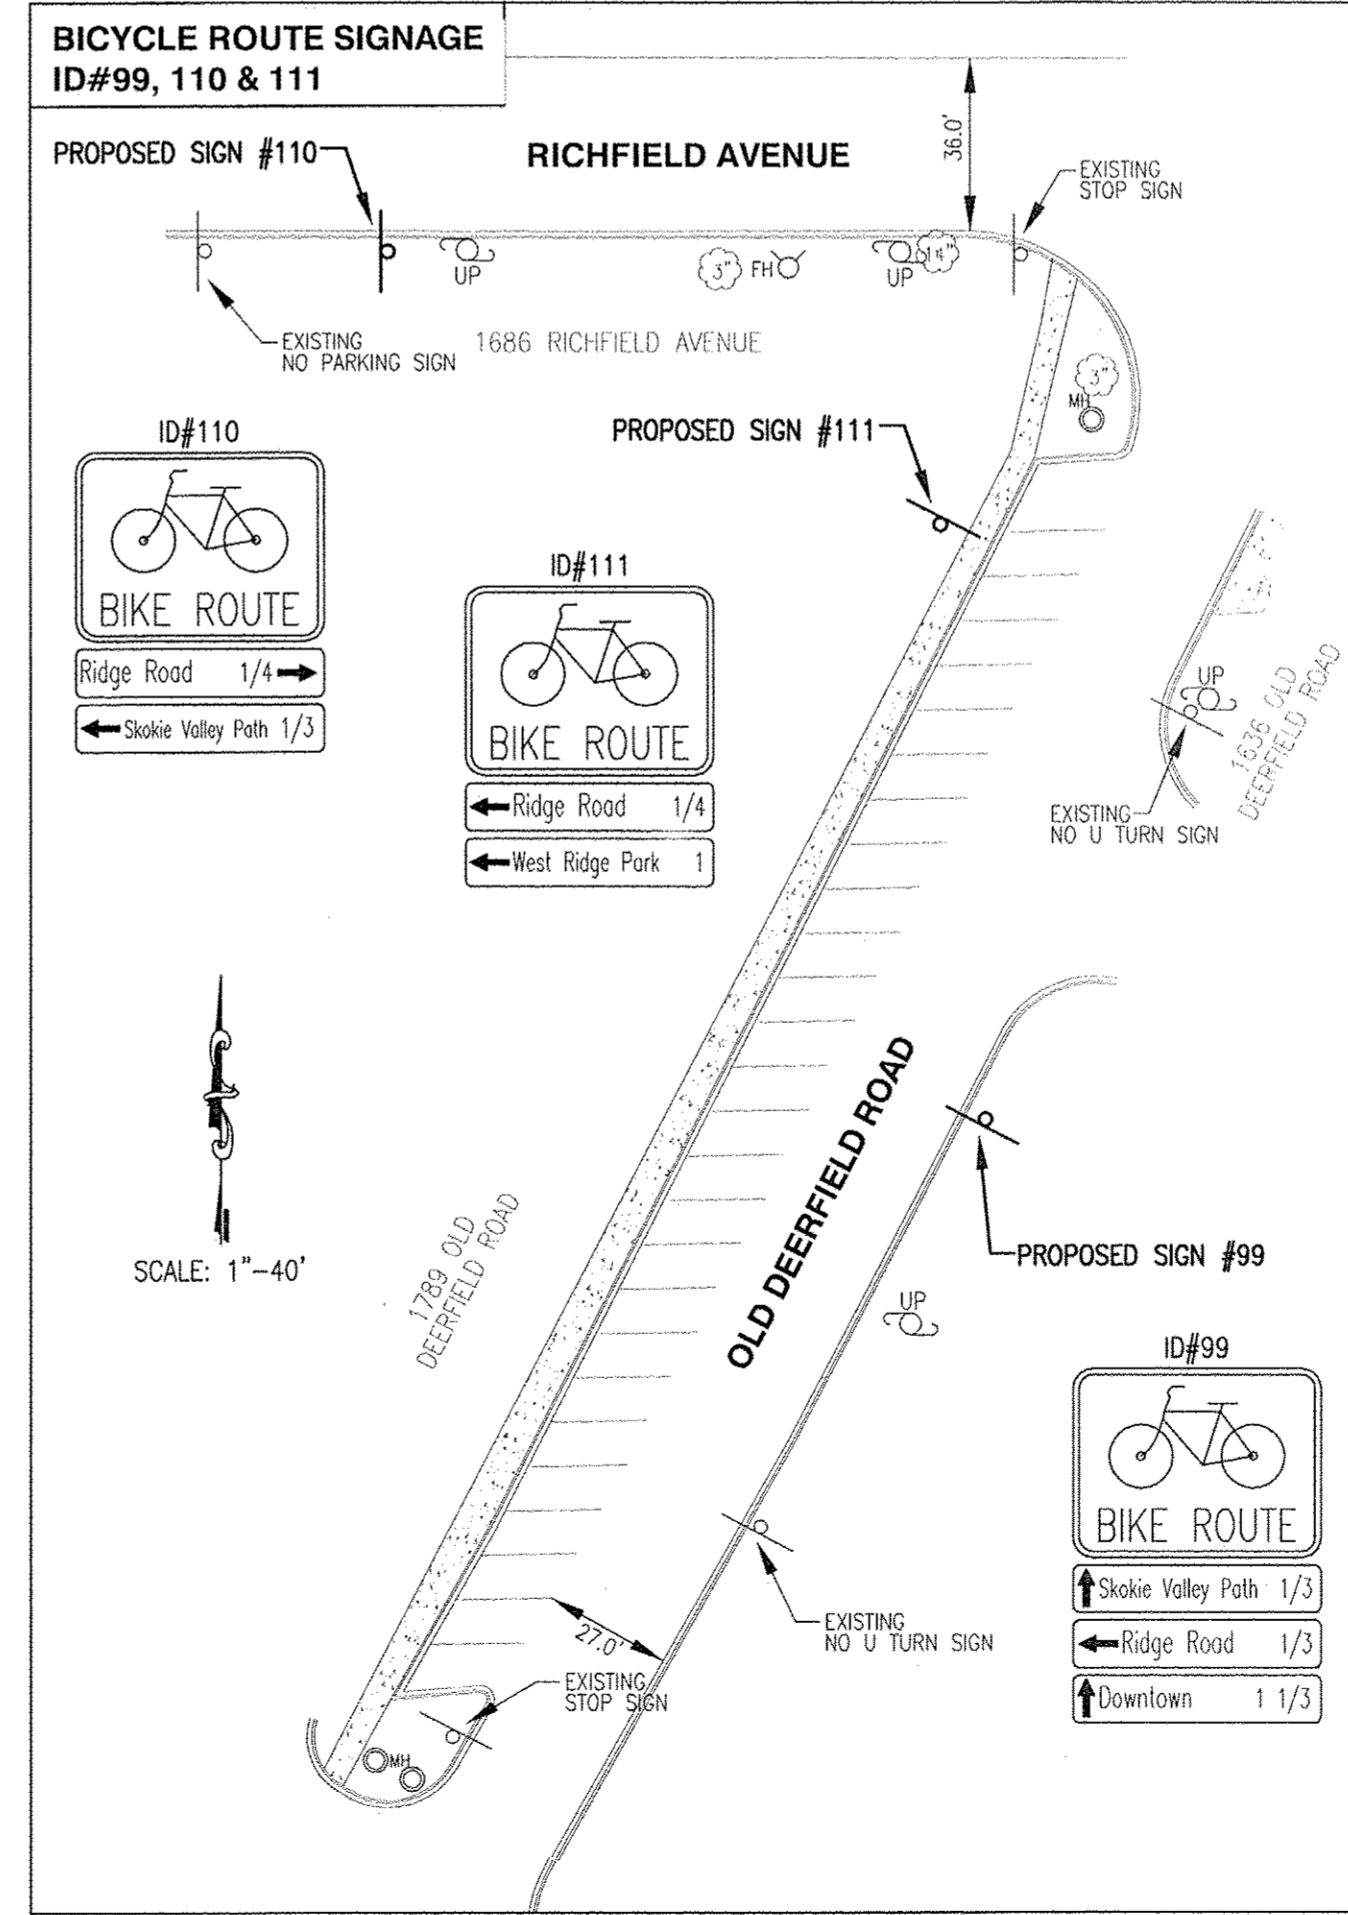 BICYCLE ROUTE SIGNAGE
ID#99, 110 & 111
PROPOSED SIGN #110
RICHFIELD AVENUE
36.0'
EXISTING
STOP SIGN
UP
3"
FH
UP
14"
EXISTING
NO PARKING SIGN
1686 RICHFIELD AVENUE
3"
MH
ID#110
BIKE ROUTE
Ridge Road 1/4 →
← Skokie Valley Path 1/3
PROPOSED SIGN #111
ID#111
BIKE ROUTE
← Ridge Road 1/4
← West Ridge Park 1
UP
1636 OLD
DEERFIELD ROAD
EXISTING
NO U TURN SIGN
SCALE: 1"-40'
1789 OLD
DEERFIELD ROAD
OLD DEERFIELD ROAD
PROPOSED SIGN #99
UP
ID#99
BIKE ROUTE
↑ Skokie Valley Path 1/3
← Ridge Road 1/3
↑ Downtown 1 1/3
27.0'
EXISTING
NO U TURN SIGN
EXISTING
STOP SIGN
MH